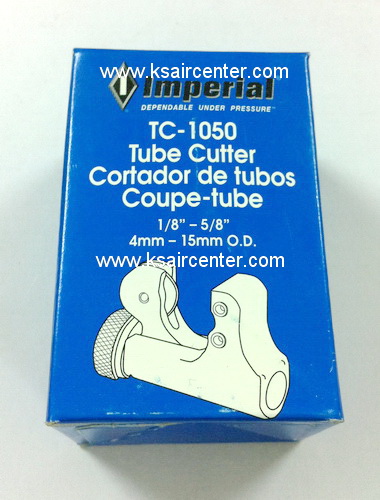 www.ksaircenter.com
Imperial
DEPENDABLE UNDER PRESSURE™
TC-1050
Tube Cutter
Cortador de tubos
Coupe-tube
1/8" – 5/8"
4mm – 15mm O.D.
www.ksaircenter.com